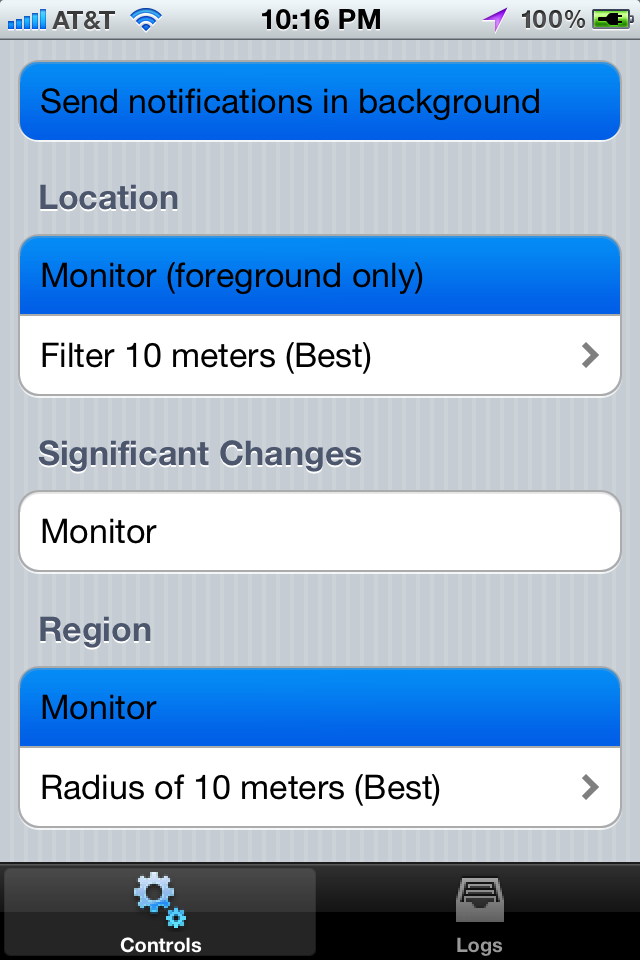 AT&T 10:16 PM 100%
Send notifications in background
Location
Monitor (foreground only)
Filter 10 meters (Best)
Significant Changes
Monitor
Region
Monitor
Radius of 10 meters (Best)
Controls Logs